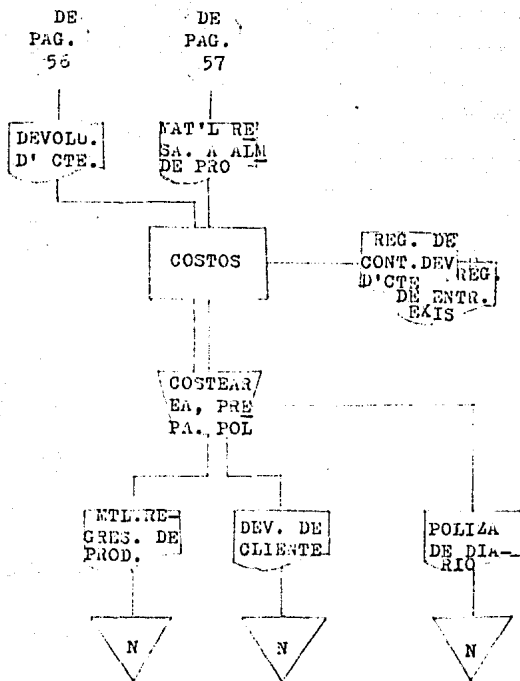 DE
PAG.
56
DE
PAG.
57
DEVOLU.
D' CTE.
MAT'L RE
SA. A ALM
DE PRO
COSTOS
REG. DE
CONT.DEV
D'CTE
REG.
DE ENTR.
EXIS
COSTEAR
EA, PRE
PA. POL
MTL.RE-
GRES. DE
PROD.
DEV. DE
CLIENTE
POLIZA
DE DIA-
RIO
N
N
N